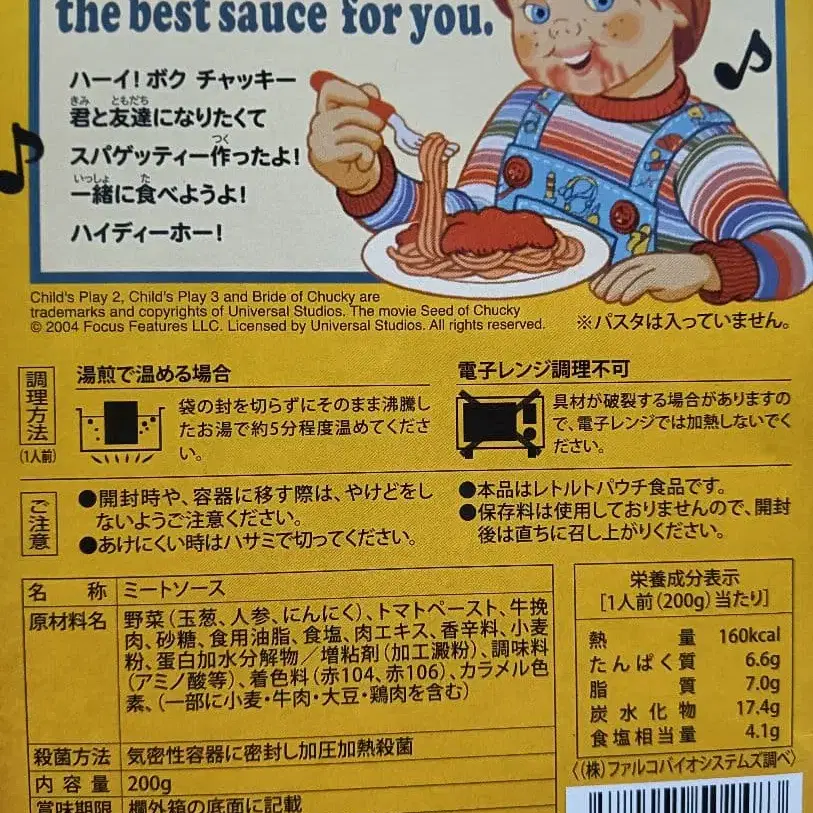 the best sauce for you.
ハーイ!ボク チャッキー
きみ ともだち
君と友達になりたくて
つく
スパゲッティー作ったよ!
いっしょ た
一緒に食べようよ!
ハイディーホー!
Child's Play 2, Child's Play 3 and Bride of Chucky are
trademarks and copyrights of Universal Studios. The movie Seed of Chucky
© 2004 Focus Features LLC. Licensed by Universal Studios. All rights reserved.
※パスタは入っていません。
調理方法
(1人前)
湯煎で温める場合
袋の封を切らずにそのまま沸騰し
たお湯で約5分程度温めてくださ
い。
電子レンジ調理不可
具材が破裂する場合がありますの
で、電子レンジでは加熱しないでく
ださい。
ご注意
●開封時や、容器に移す際は、やけどをし
ないようご注意ください。
●あけにくい時はハサミで切ってください。
●本品はレトルトパウチ食品です。
●保存料は使用しておりませんので、開封
後は直ちに召し上がりください。
名 称 ミートソース
原材料名 野菜(玉葱、人参、にんにく)、トマトペースト、牛挽
肉、砂糖、食用油脂、食塩、肉エキス、香辛料、小麦
粉、蛋白加水分解物/増粘剤(加工澱粉)、調味料
(アミノ酸等)、着色料(赤104、赤106)、カラメル色
素、(一部に小麦・牛肉・大豆・鶏肉を含む)
殺菌方法 気密性容器に密封し加圧加熱殺菌
内容量 200g
賞味期限 欄外箱の底面に記載
栄養成分表示
[1人前(200g)当たり]
熱 量 160kcal
たんぱく質 6.6g
脂 質 7.0g
炭水化物 17.4g
食塩相当量 4.1g
〈(株)ファルコバイオシステムズ調べ〉